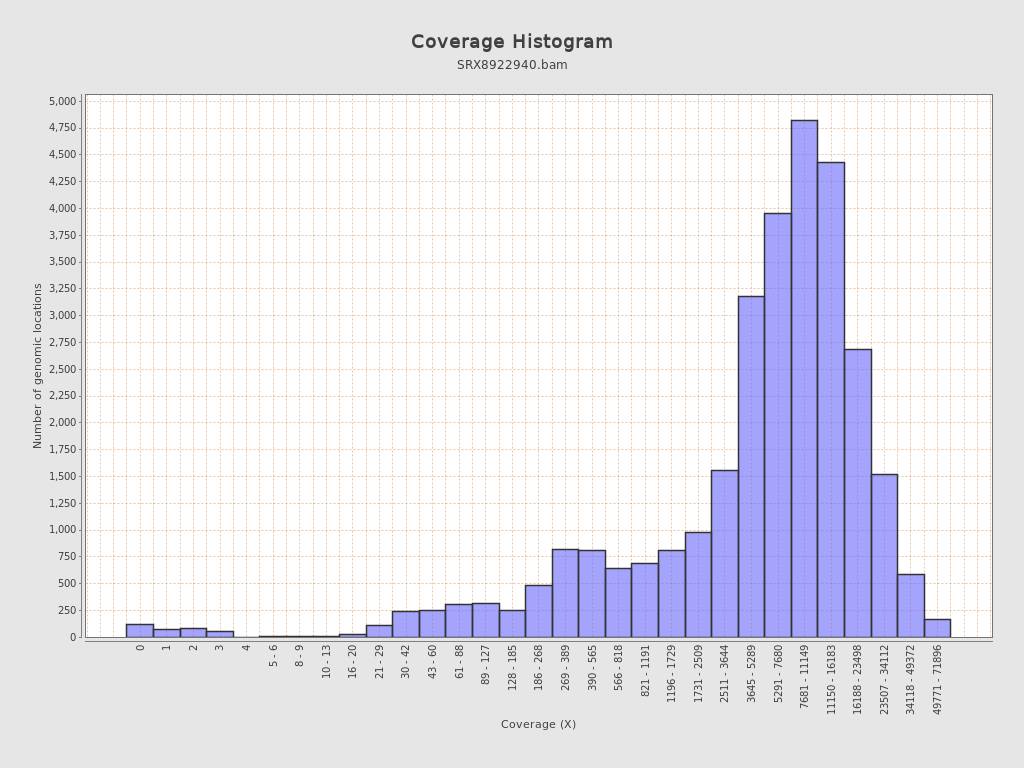 Coverage Histogram
SRX8922940.bam
5,000
4,750
4,500
4,250
4,000
3,750
3,500
3,250
3,000
2,750
2,500
2,250
2,000
1,750
1,500
1,250
1,000
750
500
250
0
Number of genomic locations
0
1
2
3
4
5 - 6
8 - 9
10 - 13
16 - 20
21 - 29
30 - 42
43 - 60
61 - 88
89 - 127
128 - 185
186 - 268
269 - 389
390 - 565
566 - 818
821 - 1191
1196 - 1729
1731 - 2509
2511 - 3644
3645 - 5289
5291 - 7680
7681 - 11149
11150 - 16183
16188 - 23498
23507 - 34112
34118 - 49372
49771 - 71896
Coverage (X)